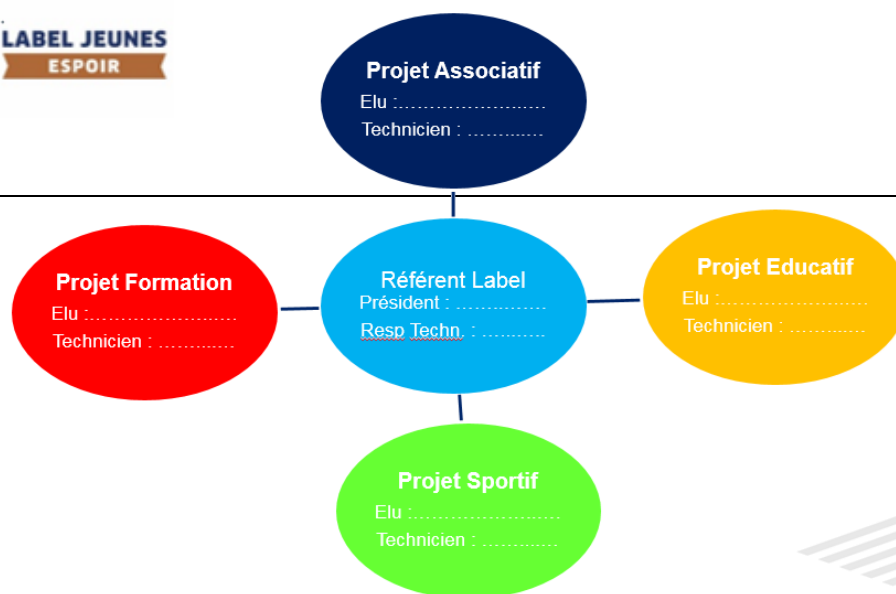 LABEL JEUNES
ESPOIR
Projet Associatif
Elu :…………………..….
Technicien : ……...….
Projet Formation
Elu :…………………..….
Technicien : ……...….
Référent Label
Président : ……..…….
Resp Techn. : …...…..
Projet Educatif
Elu :…………………..….
Technicien : ……...….
Projet Sportif
Elu :…………………..….
Technicien : ……...….